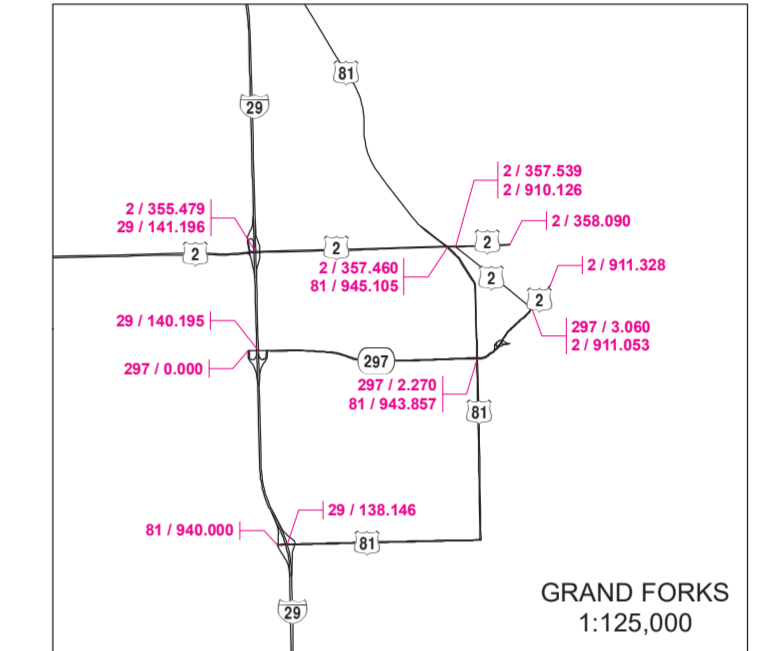 81
29
2 / 357.539
2 / 910.126
2 / 355.479
29 / 141.196
2 / 358.090
2
2
2
2 / 357.460
81 / 945.105
2
2 / 911.328
2
29 / 140.195
297 / 3.060
2 / 911.053
297 / 0.000
297
297 / 2.270
81 / 943.857
81
29 / 138.146
81 / 940.000
81
GRAND FORKS
1:125,000
29